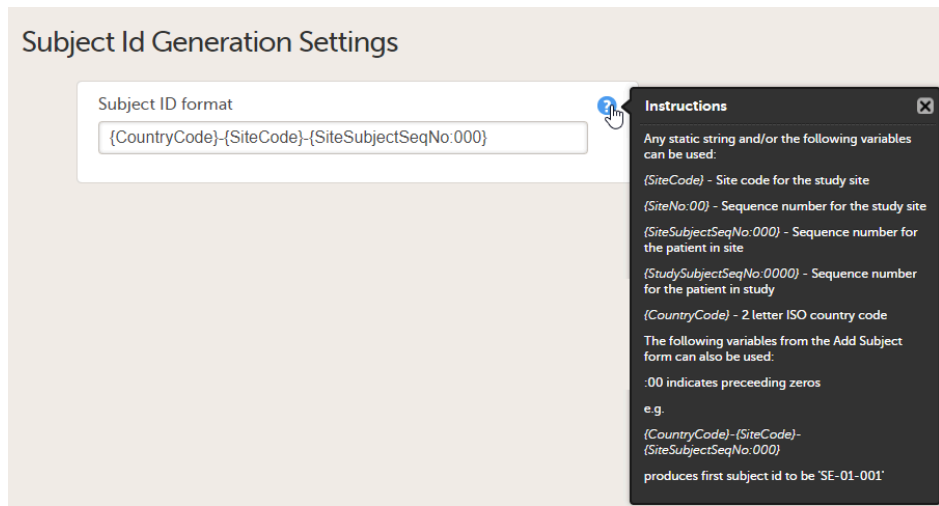 Subject Id Generation Settings
Subject ID format
{CountryCode}-{SiteCode}-{SiteSubjectSeqNo:000}
?
Instructions
Any static string and/or the following variables
can be used:
{SiteCode} - Site code for the study site
{SiteNo:00} - Sequence number for the study site
{SiteSubjectSeqNo:000} - Sequence number for
the patient in site
{StudySubjectSeqNo:0000} - Sequence number
for the patient in study
{CountryCode} - 2 letter ISO country code
The following variables from the Add Subject
form can also be used:
:00 indicates preceeding zeros
e.g.
{CountryCode}-{SiteCode}-
{SiteSubjectSeqNo:000}
produces first subject id to be 'SE-01-001'